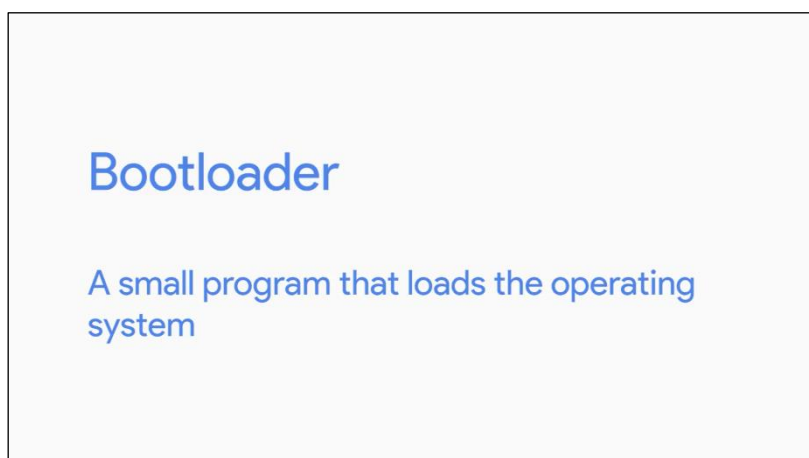 Bootloader
A small program that loads the operating
system